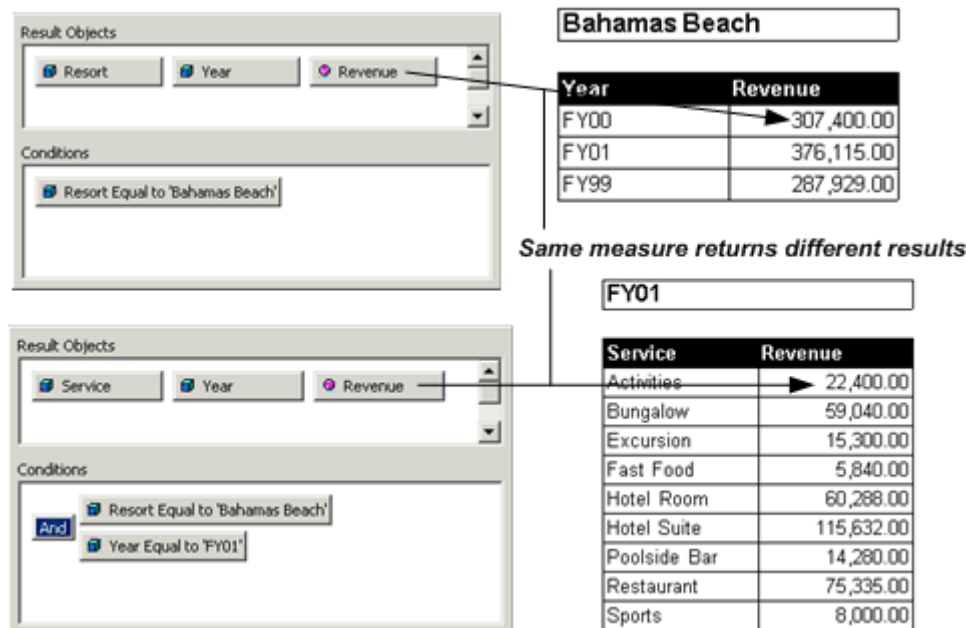 Result Objects
Resort Year Revenue
Conditions
Resort Equal to 'Bahamas Beach'
Bahamas Beach
Year Revenue
FY00 307,400.00
FY01 376,115.00
FY99 287,929.00
Same measure returns different results
Result Objects
Service Year Revenue
Conditions
And
Resort Equal to 'Bahamas Beach'
Year Equal to 'FY01'
FY01
Service Revenue
Activities 22,400.00
Bungalow 59,040.00
Excursion 15,300.00
Fast Food 5,840.00
Hotel Room 60,288.00
Hotel Suite 115,632.00
Poolside Bar 14,280.00
Restaurant 75,335.00
Sports 8,000.00